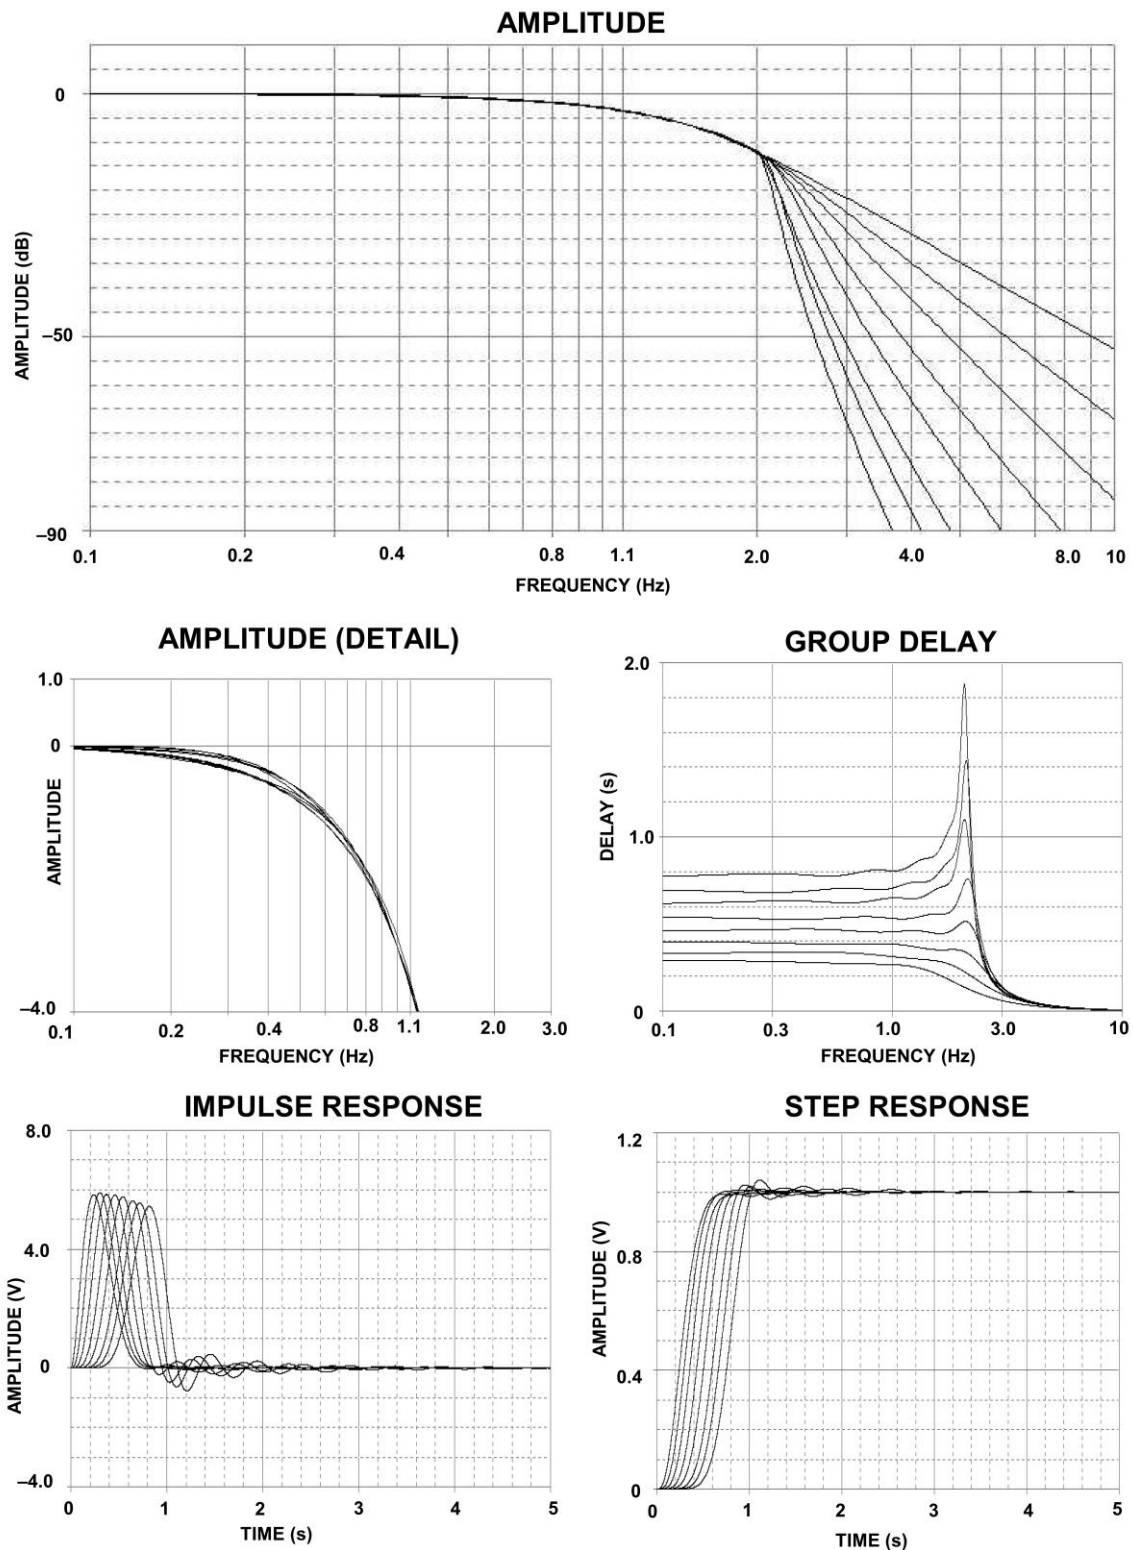 AMPLITUDE
AMPLITUDE (dB)
0
–50
–90
0.1 0.2 0.4 0.8 1.1 2.0 4.0 8.0 10
FREQUENCY (Hz)
AMPLITUDE (DETAIL)
AMPLITUDE
1.0
0
–4.0
0.1 0.2 0.4 0.8 1.1 2.0 3.0
FREQUENCY (Hz)
GROUP DELAY
DELAY (s)
2.0
1.0
0
0.1 0.3 1.0 3.0 10
FREQUENCY (Hz)
IMPULSE RESPONSE
AMPLITUDE (V)
8.0
4.0
0
–4.0
0 1 2 3 4 5
TIME (s)
STEP RESPONSE
AMPLITUDE (V)
1.2
0.8
0.4
0
0 1 2 3 4 5
TIME (s)